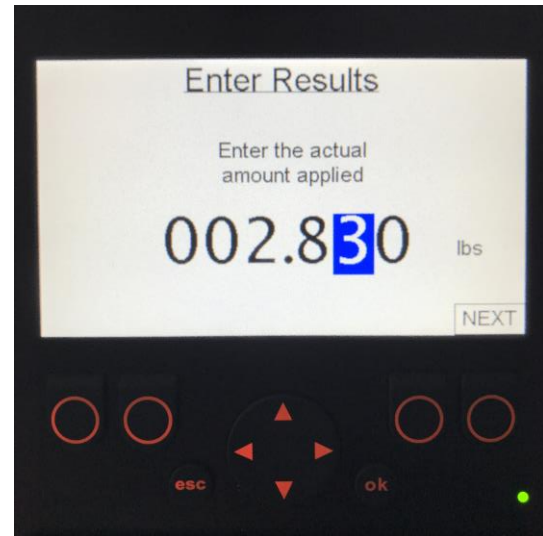 Enter Results
Enter the actual
amount applied
002.830 lbs
NEXT
esc
ok